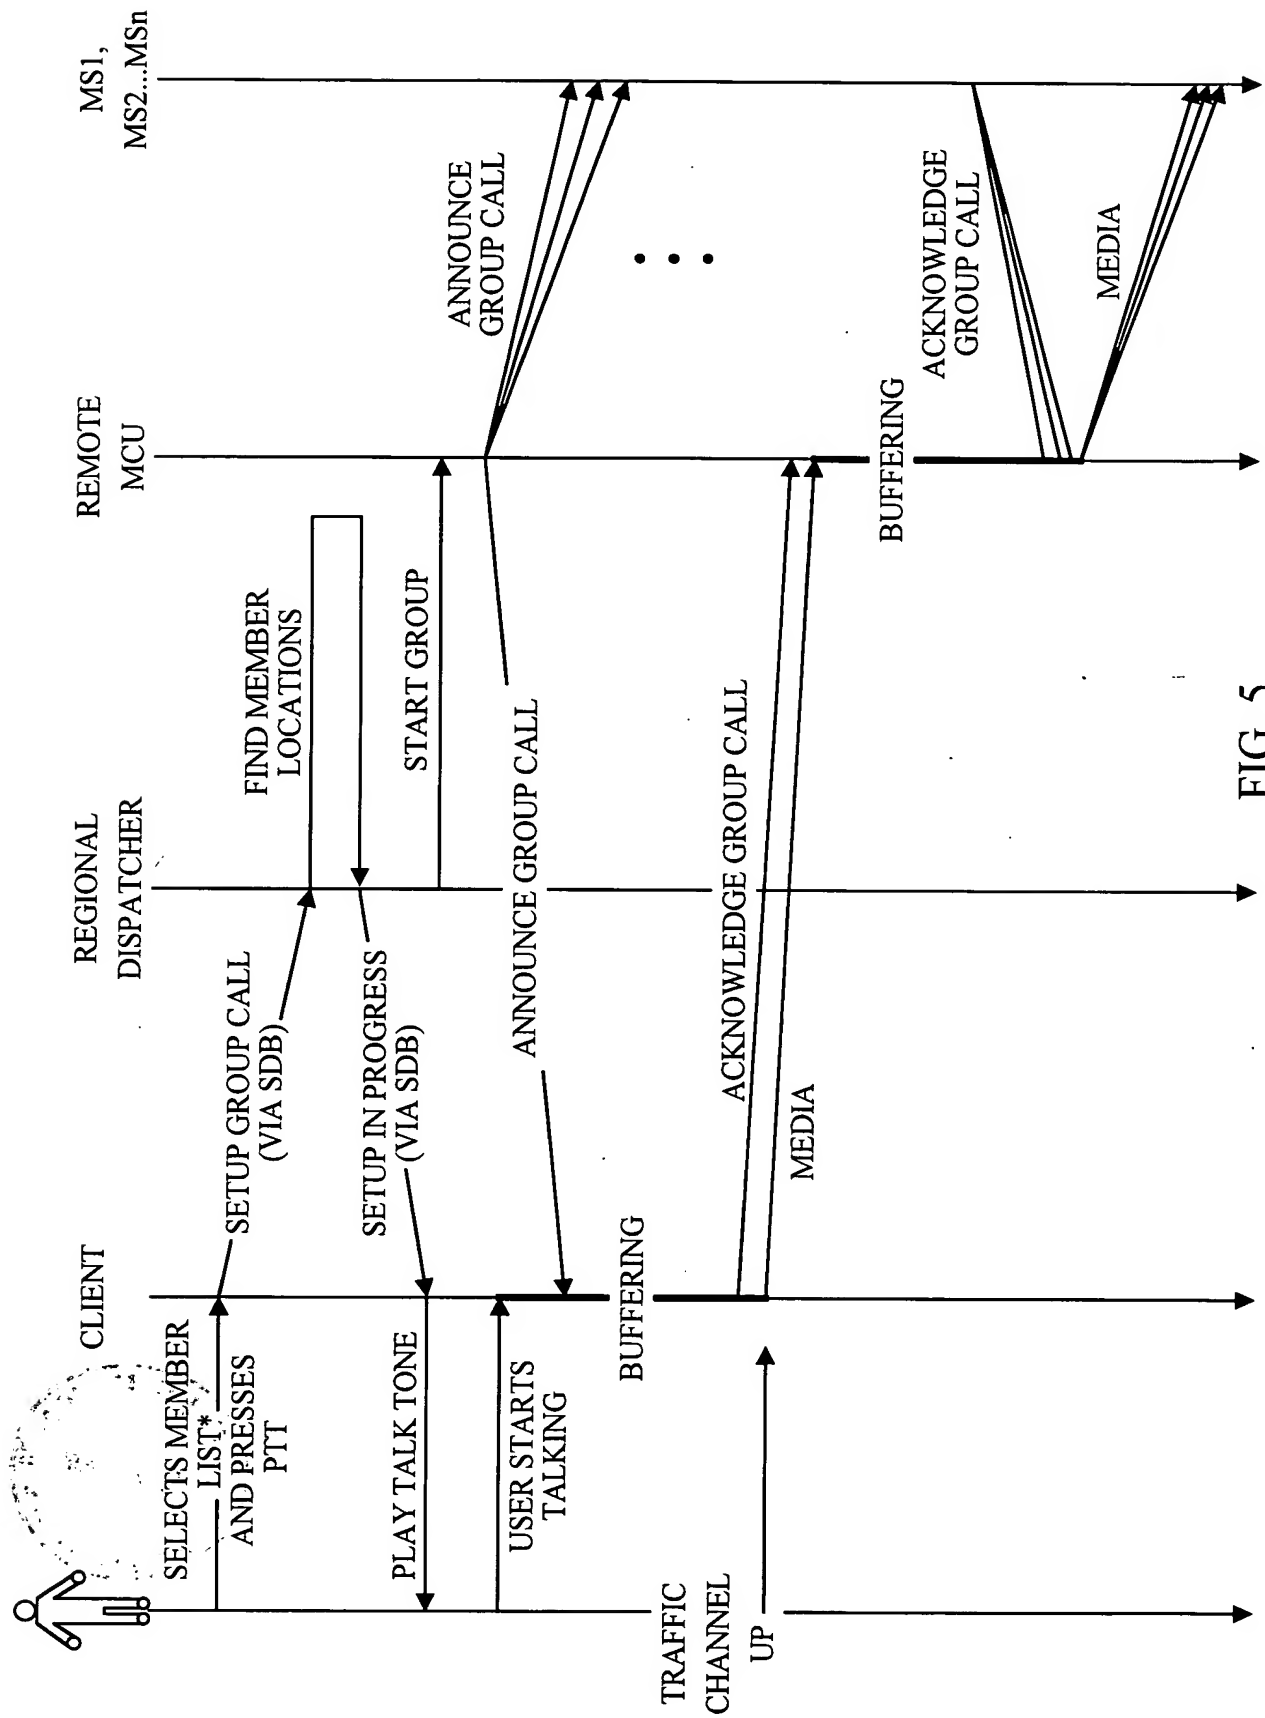 CLIENT
REGIONAL
DISPATCHER
REMOTE
MCU
MS1,
MS2...MSn
SELECTS MEMBER
LIST*
AND PRESSES
PTT
SETUP GROUP CALL
(VIA SDB)
FIND MEMBER
LOCATIONS
SETUP IN PROGRESS
(VIA SDB)
PLAY TALK TONE
START GROUP
ANNOUNCE
GROUP CALL
USER STARTS
TALKING
ANNOUNCE GROUP CALL
BUFFERING
TRAFFIC
CHANNEL
UP
ACKNOWLEDGE GROUP CALL
MEDIA
BUFFERING
ACKNOWLEDGE
GROUP CALL
MEDIA
FIG. 5